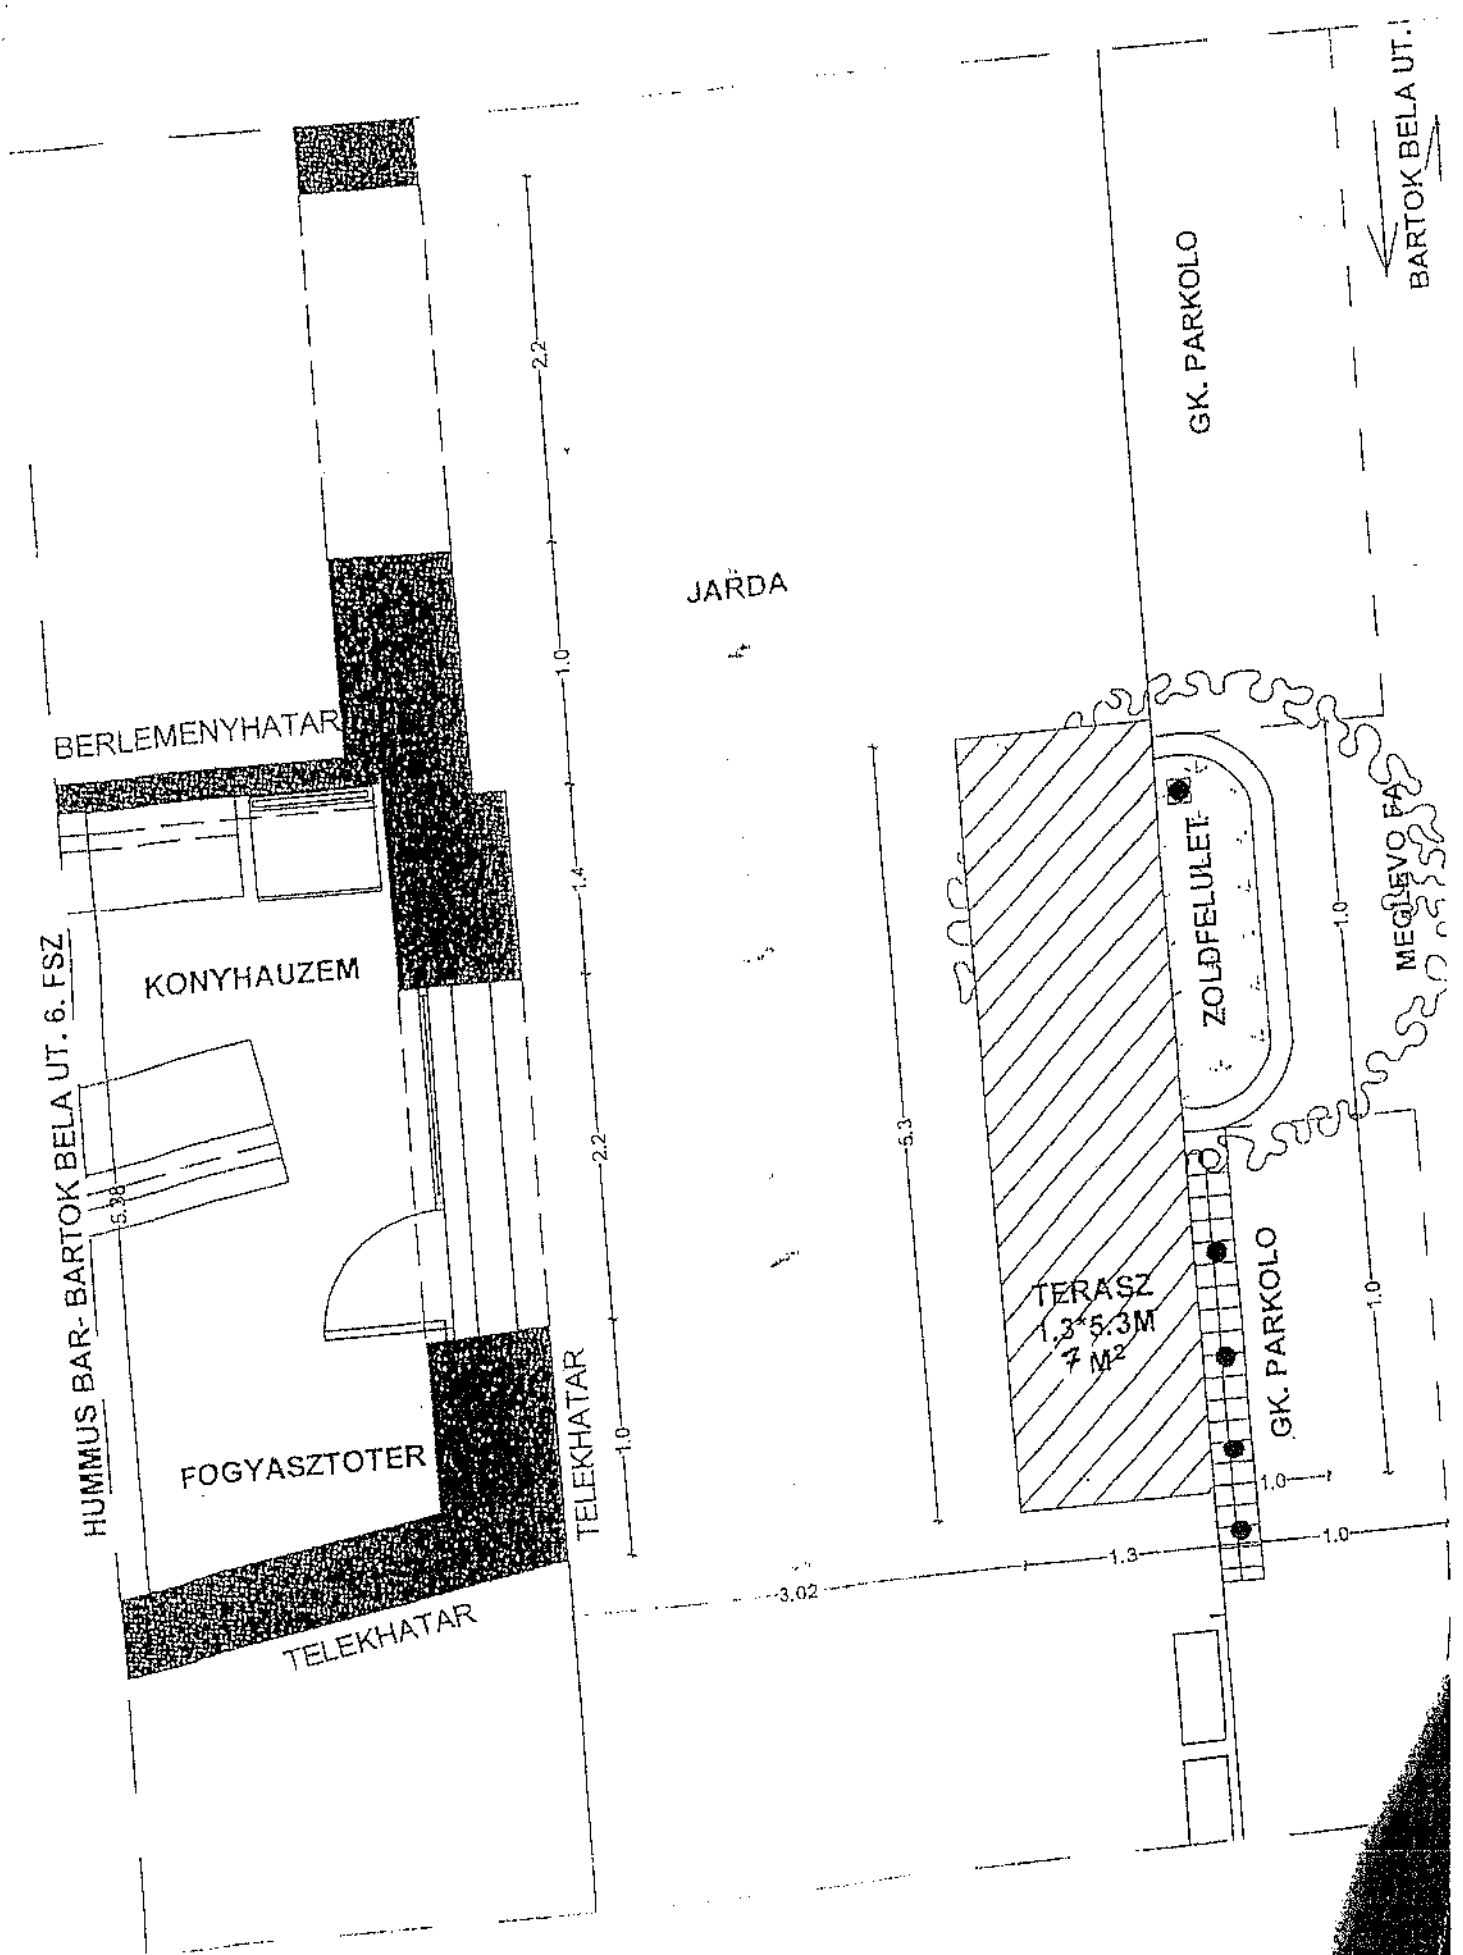 BARTOK BELA UT.
GK. PARKOLO
2.2
JARDA
1.0
BERLEMENYHATAR
1.4
KONYHAUZEM
HUMMUS BAR- BARTOK BELA UT. 6. FSZ
5.38
2.2
5.3
ZOLDFELULET
MEGLEVO FA
1.0
TERASZ
1.3*5.3M
7 M²
GK. PARKOLO
1.0
FOGYASZTOTER
TELEKHATAR
1.0
1.0
1.0
1.3
3.02
TELEKHATAR